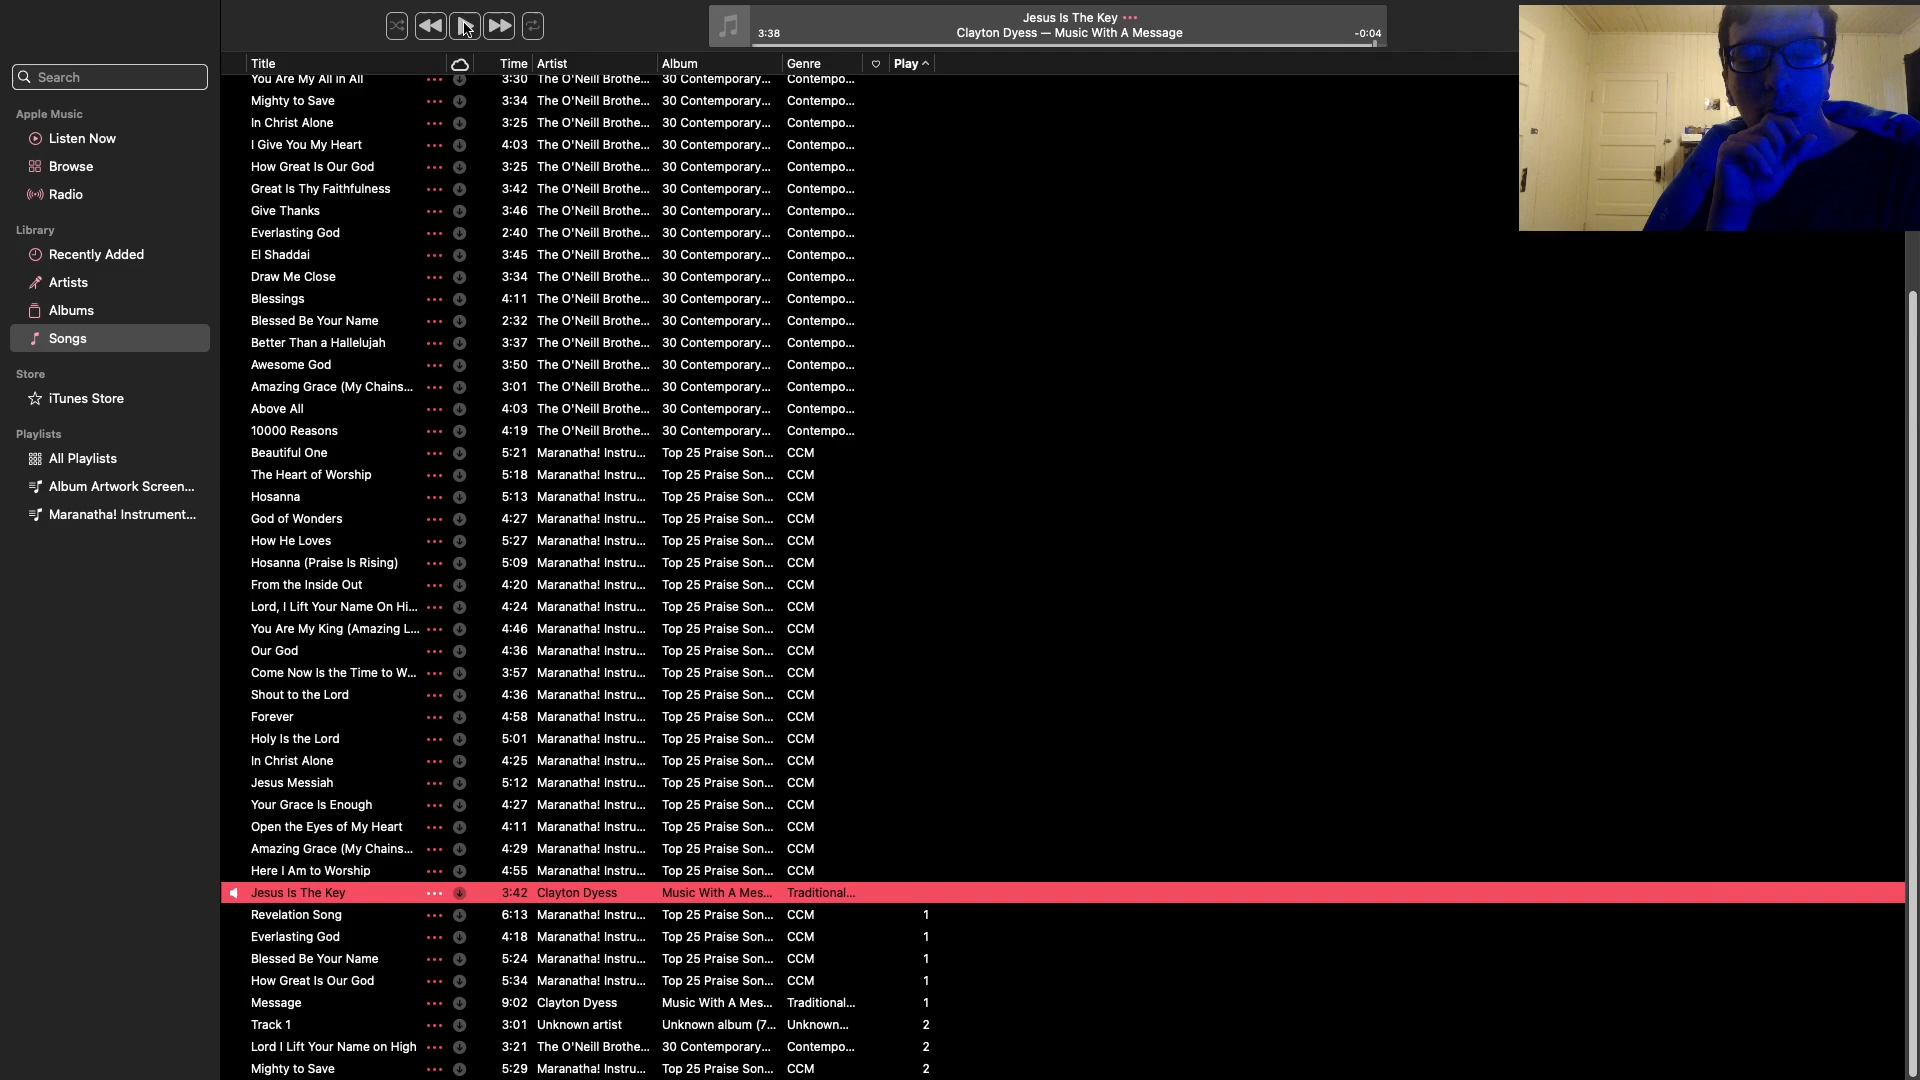 Jesus Is The Key
3:38 Clayton Dyess — Music With A Message -0:04
Search
Apple Music
Listen Now
Browse
Radio
Library
Recently Added
Artists
Albums
Songs
Store
iTunes Store
Playlists
All Playlists
Album Artwork Screen...
Maranatha! Instrument...
Title Time Artist Album Genre Play
You Are My All in All 3:30 The O'Neill Brothe... 30 Contemporary... Contempo...
Mighty to Save 3:34 The O'Neill Brothe... 30 Contemporary... Contempo...
In Christ Alone 3:25 The O'Neill Brothe... 30 Contemporary... Contempo...
I Give You My Heart 4:03 The O'Neill Brothe... 30 Contemporary... Contempo...
How Great Is Our God 3:25 The O'Neill Brothe... 30 Contemporary... Contempo...
Great Is Thy Faithfulness 3:42 The O'Neill Brothe... 30 Contemporary... Contempo...
Give Thanks 3:46 The O'Neill Brothe... 30 Contemporary... Contempo...
Everlasting God 2:40 The O'Neill Brothe... 30 Contemporary... Contempo...
El Shaddai 3:45 The O'Neill Brothe... 30 Contemporary... Contempo...
Draw Me Close 3:34 The O'Neill Brothe... 30 Contemporary... Contempo...
Blessings 4:11 The O'Neill Brothe... 30 Contemporary... Contempo...
Blessed Be Your Name 2:32 The O'Neill Brothe... 30 Contemporary... Contempo...
Better Than a Hallelujah 3:37 The O'Neill Brothe... 30 Contemporary... Contempo...
Awesome God 3:50 The O'Neill Brothe... 30 Contemporary... Contempo...
Amazing Grace (My Chains... 3:01 The O'Neill Brothe... 30 Contemporary... Contempo...
Above All 4:03 The O'Neill Brothe... 30 Contemporary... Contempo...
10000 Reasons 4:19 The O'Neill Brothe... 30 Contemporary... Contempo...
Beautiful One 5:21 Maranatha! Instru... Top 25 Praise Son... CCM
The Heart of Worship 5:18 Maranatha! Instru... Top 25 Praise Son... CCM
Hosanna 5:13 Maranatha! Instru... Top 25 Praise Son... CCM
God of Wonders 4:27 Maranatha! Instru... Top 25 Praise Son... CCM
How He Loves 5:27 Maranatha! Instru... Top 25 Praise Son... CCM
Hosanna (Praise Is Rising) 5:09 Maranatha! Instru... Top 25 Praise Son... CCM
From the Inside Out 4:20 Maranatha! Instru... Top 25 Praise Son... CCM
Lord, I Lift Your Name On Hi... 4:24 Maranatha! Instru... Top 25 Praise Son... CCM
You Are My King (Amazing L... 4:46 Maranatha! Instru... Top 25 Praise Son... CCM
Our God 4:36 Maranatha! Instru... Top 25 Praise Son... CCM
Come Now Is the Time to W... 3:57 Maranatha! Instru... Top 25 Praise Son... CCM
Shout to the Lord 4:36 Maranatha! Instru... Top 25 Praise Son... CCM
Forever 4:58 Maranatha! Instru... Top 25 Praise Son... CCM
Holy Is the Lord 5:01 Maranatha! Instru... Top 25 Praise Son... CCM
In Christ Alone 4:25 Maranatha! Instru... Top 25 Praise Son... CCM
Jesus Messiah 5:12 Maranatha! Instru... Top 25 Praise Son... CCM
Your Grace Is Enough 4:27 Maranatha! Instru... Top 25 Praise Son... CCM
Open the Eyes of My Heart 4:11 Maranatha! Instru... Top 25 Praise Son... CCM
Amazing Grace (My Chains... 4:29 Maranatha! Instru... Top 25 Praise Son... CCM
Here I Am to Worship 4:55 Maranatha! Instru... Top 25 Praise Son... CCM
Jesus Is The Key 3:42 Clayton Dyess Music With A Mes... Traditional...
Revelation Song 6:13 Maranatha! Instru... Top 25 Praise Son... CCM 1
Everlasting God 4:18 Maranatha! Instru... Top 25 Praise Son... CCM 1
Blessed Be Your Name 5:24 Maranatha! Instru... Top 25 Praise Son... CCM 1
How Great Is Our God 5:34 Maranatha! Instru... Top 25 Praise Son... CCM 1
Message 9:02 Clayton Dyess Music With A Mes... Traditional... 1
Track 1 3:01 Unknown artist Unknown album (7... Unknown... 2
Lord I Lift Your Name on High 3:21 The O'Neill Brothe... 30 Contemporary... Contempo... 2
Mighty to Save 5:29 Maranatha! Instru... Top 25 Praise Son... CCM 2